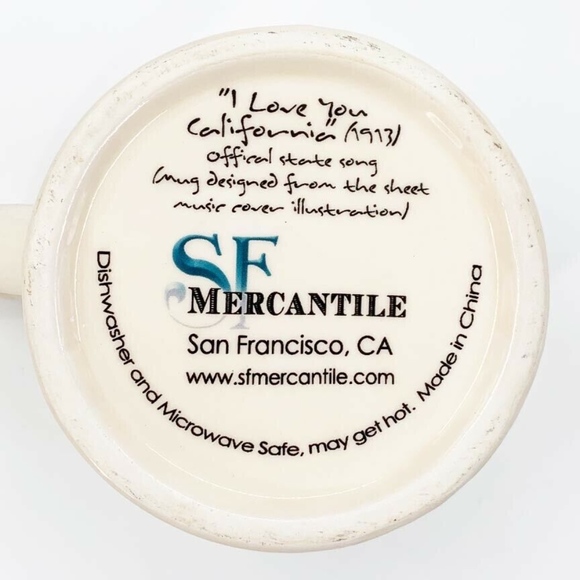 "I Love You
California" (1913)
offical state song
(mug designed from the sheet
music cover illustration)
SF
MERCANTILE
San Francisco, CA
www.sfmercantile.com
Dishwasher and Microwave Safe, may get hot. Made in China